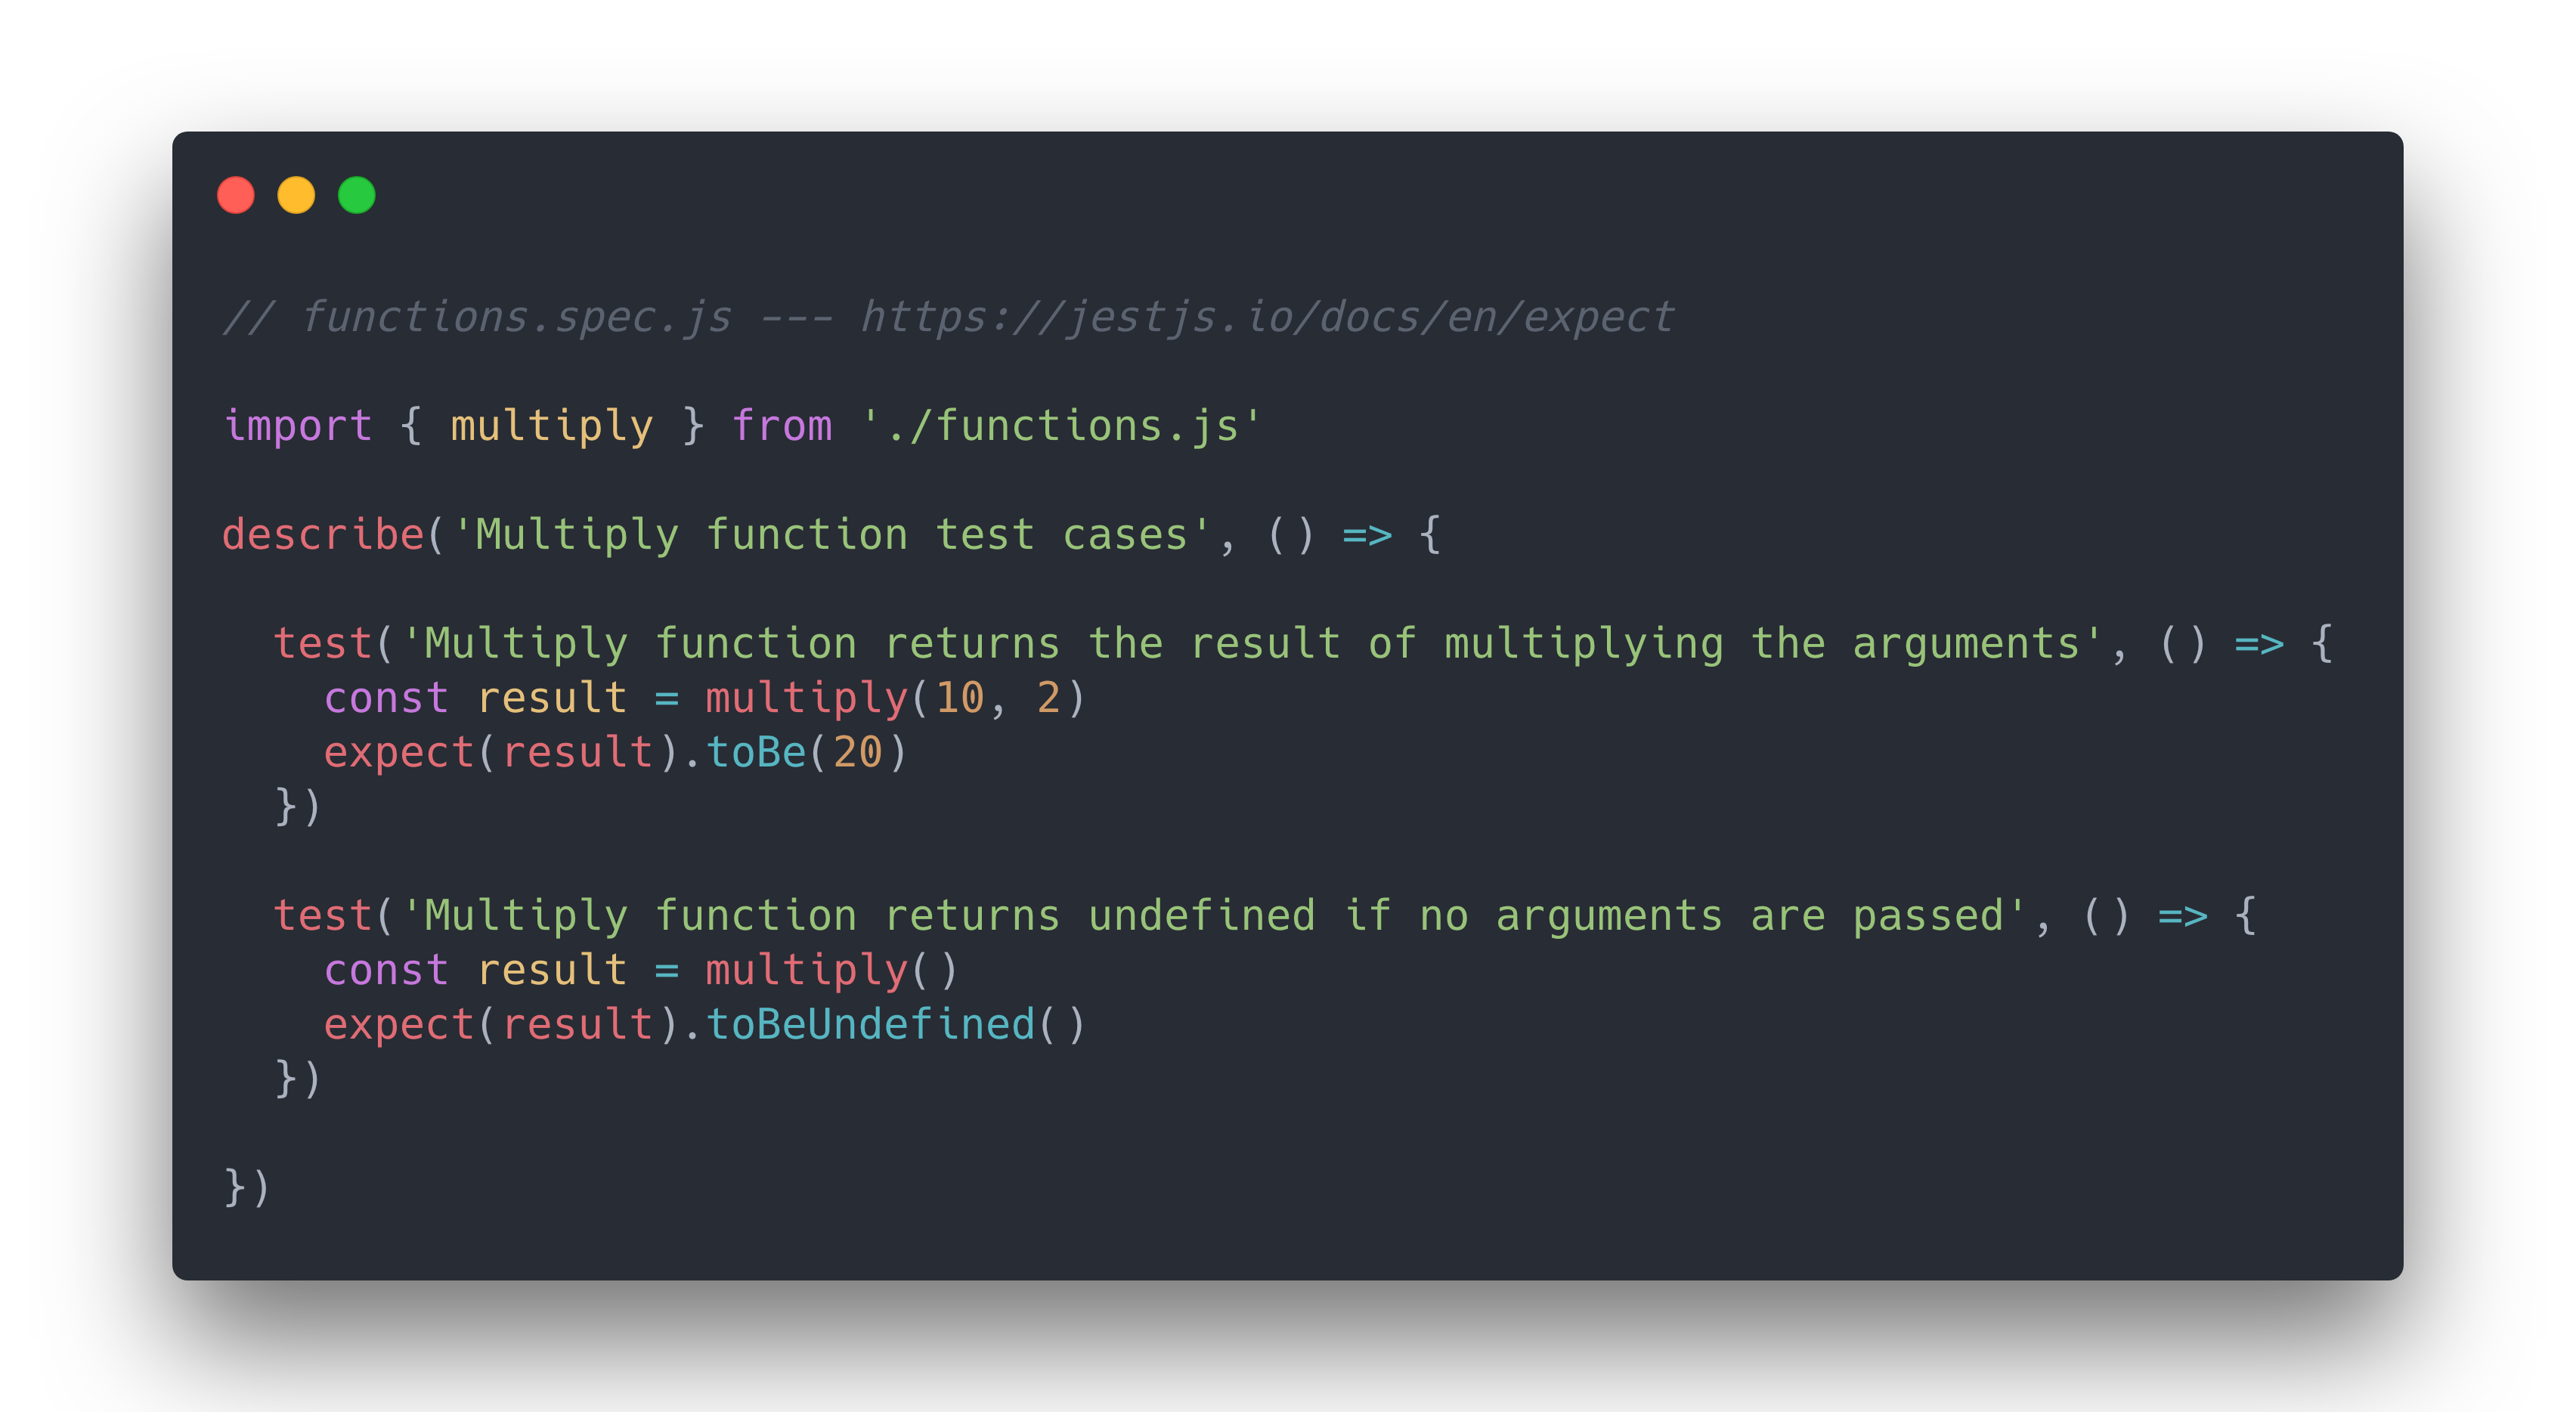 // functions.spec.js --- https://jestjs.io/docs/en/expect
import { multiply } from './functions.js'
describe('Multiply function test cases', () => {
  test('Multiply function returns the result of multiplying the arguments', () => {
    const result = multiply(10, 2)
    expect(result).toBe(20)
  })
  test('Multiply function returns undefined if no arguments are passed', () => {
    const result = multiply()
    expect(result).toBeUndefined()
  })
})